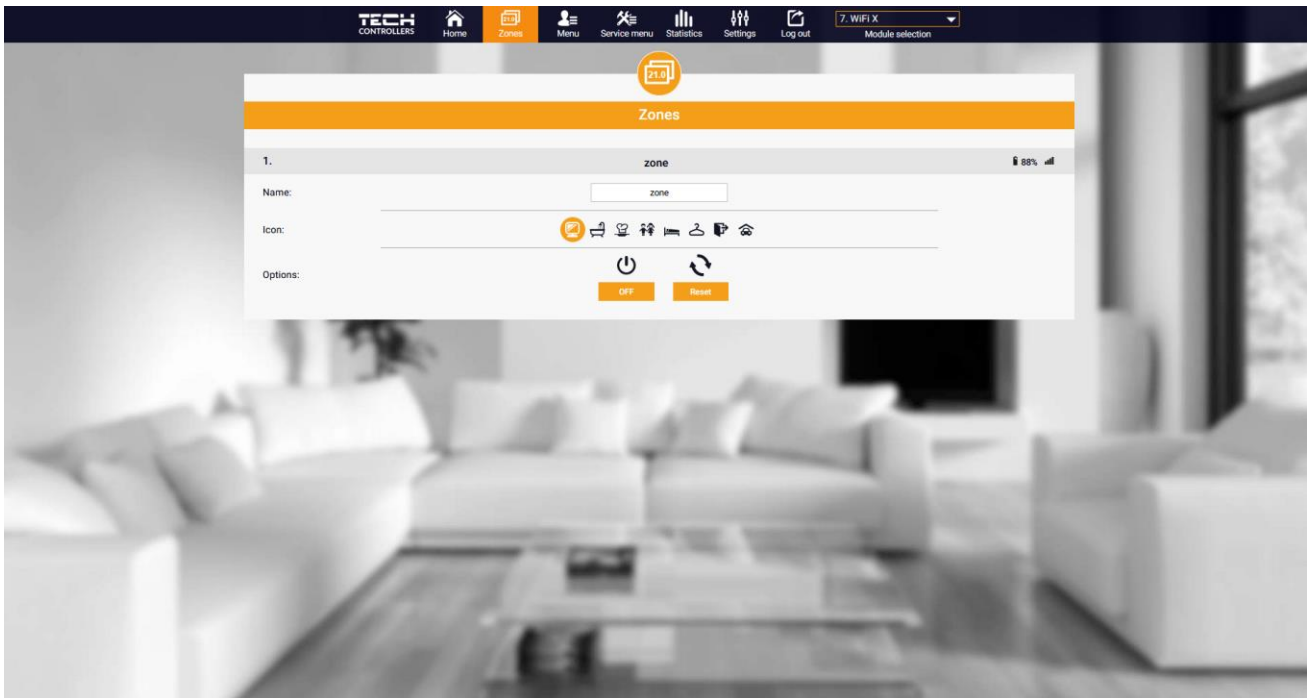 TECH
CONTROLLERS
Home
21.0
Zones
Menu
Service menu
Statistics
Settings
Log out
7. WiFi X
Module selection
21.0
Zones
1. zone 88%
Name: zone
Icon:
Options:
OFF Reset